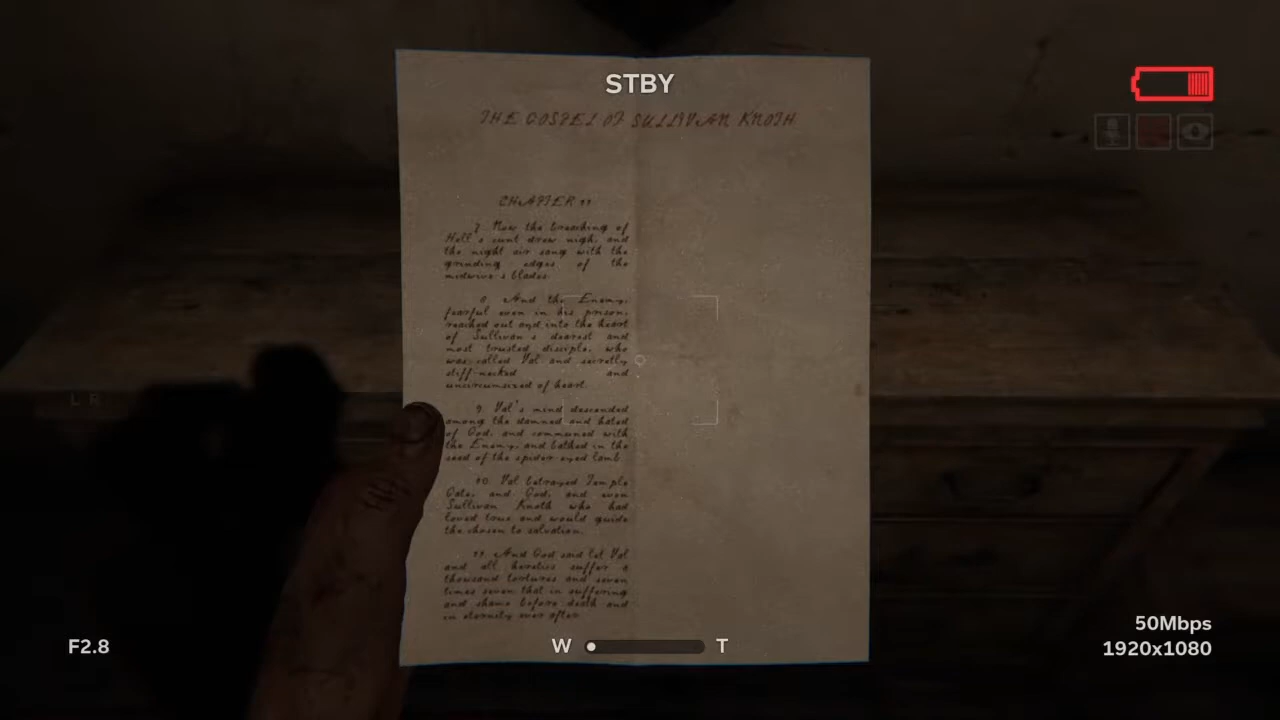 STBY
THE GOSPEL OF SULLIVAN KNOTH
CHAPTER 11
7 Now the breaching of
Hell's cunt drew nigh, and
the night air sang with the
grinding edges of the
midwive's blades.
8 And the Enemy,
fearful even in his prison,
reached out and into the heart
of Sullivan's dearest and
most trusted disciple, who
was called Val and secretly
stiff-necked and
uncircumcised of heart.
9 Val's mind descended
among the damned and hated
of God, and communed with
the Enemy, and bathed in the
seed of the spider eyed lamb.
10. Val betrayed Temple
Gate, and God, and even
Sullivan Knoth who had
loved true and would guide
the chosen to salvation.
11. And God said let Val
and all heretics suffer a
thousand tortures and seven
times seven that in suffering
and shame before death and
in eternity ever after
L R
F2.8
W T
50Mbps
1920x1080